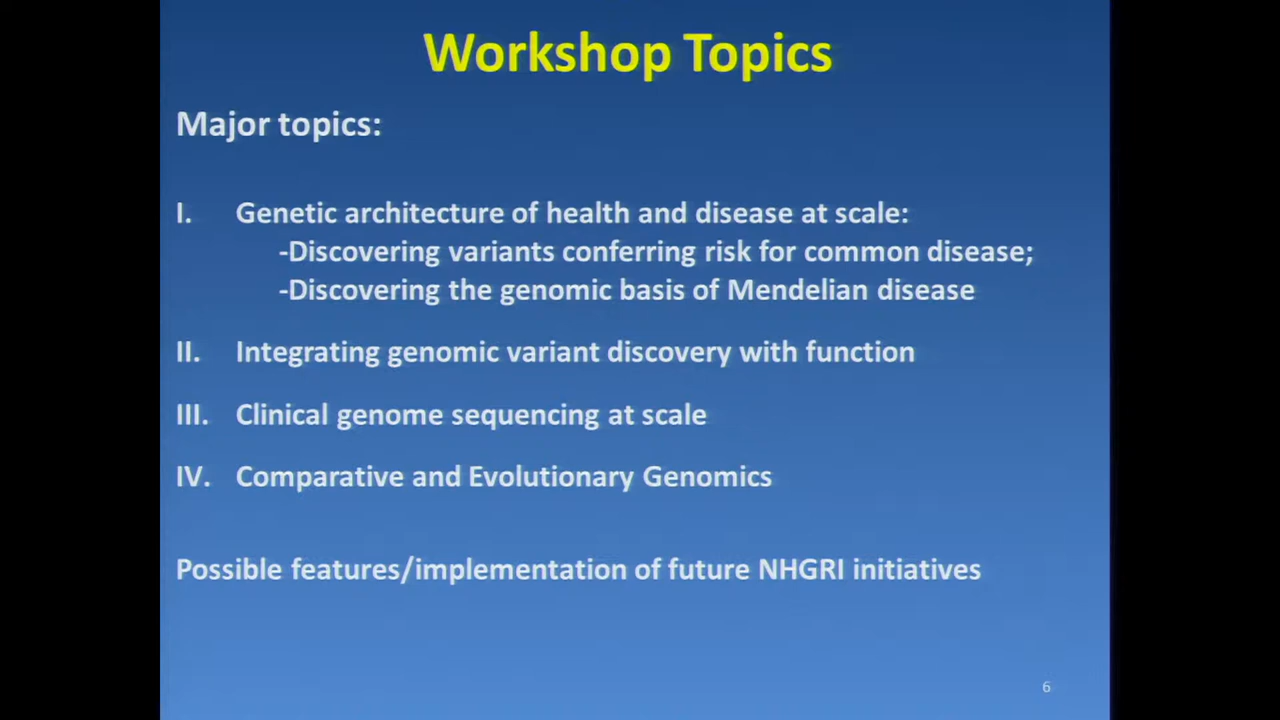 Workshop Topics
Major topics:
I. Genetic architecture of health and disease at scale:
-Discovering variants conferring risk for common disease;
-Discovering the genomic basis of Mendelian disease
II. Integrating genomic variant discovery with function
III. Clinical genome sequencing at scale
IV. Comparative and Evolutionary Genomics
Possible features/implementation of future NHGRI initiatives
6